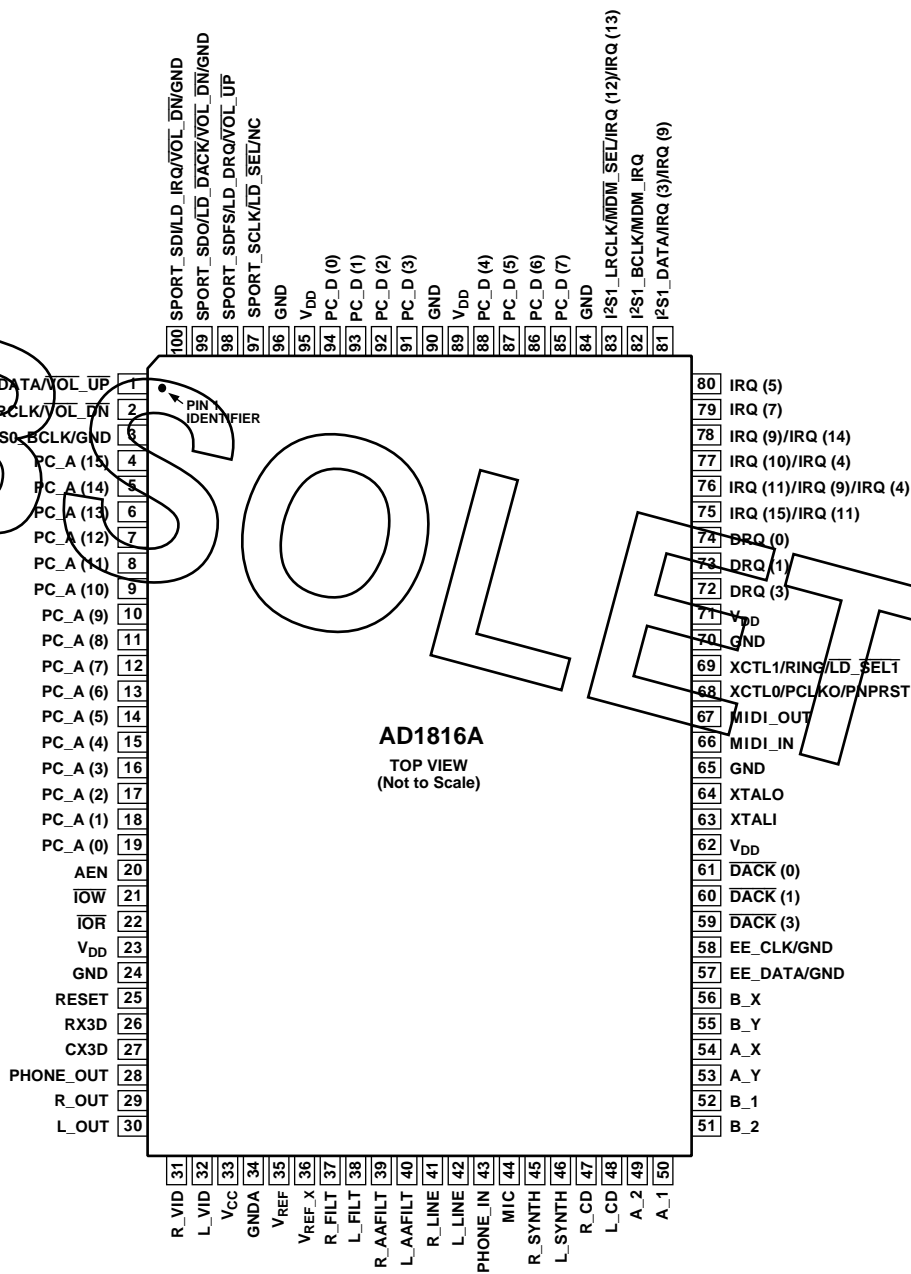 100 SPORT_SDI/LD_IRQ/VOL_DN/GND
99 SPORT_SDO/LD_DACK/VOL_DN/GND
98 SPORT_SDFS/LD_DRQ/VOL_UP
97 SPORT_SCLK/LD_SEL/NC
96 GND
95 VDD
94 PC_D (0)
93 PC_D (1)
92 PC_D (2)
91 PC_D (3)
90 GND
89 VDD
88 PC_D (4)
87 PC_D (5)
86 PC_D (6)
85 PC_D (7)
84 GND
83 I²S1_LRCLK/MDM_SEL/IRQ (12)/IRQ (13)
82 I²S1_BCLK/MDM_IRQ
81 I²S1_DATA/IRQ (3)/IRQ (9)
DATA/VOL_UP 1
RCLK/VOL_DN 2
S0_BCLK/GND 3
PC_A (15) 4
PC_A (14) 5
PC_A (13) 6
PC_A (12) 7
PC_A (11) 8
PC_A (10) 9
PC_A (9) 10
PC_A (8) 11
PC_A (7) 12
PC_A (6) 13
PC_A (5) 14
PC_A (4) 15
PC_A (3) 16
PC_A (2) 17
PC_A (1) 18
PC_A (0) 19
AEN 20
IOW 21
IOR 22
VDD 23
GND 24
RESET 25
RX3D 26
CX3D 27
PHONE_OUT 28
R_OUT 29
L_OUT 30
PIN 1
IDENTIFIER
BSOLET
AD1816A
TOP VIEW
(Not to Scale)
80 IRQ (5)
79 IRQ (7)
78 IRQ (9)/IRQ (14)
77 IRQ (10)/IRQ (4)
76 IRQ (11)/IRQ (9)/IRQ (4)
75 IRQ (15)/IRQ (11)
74 DRQ (0)
73 DRQ (1)
72 DRQ (3)
71 VDD
70 GND
69 XCTL1/RING/LD_SEL1
68 XCTL0/PCLKO/PNPRST
67 MIDI_OUT
66 MIDI_IN
65 GND
64 XTALO
63 XTALI
62 VDD
61 DACK (0)
60 DACK (1)
59 DACK (3)
58 EE_CLK/GND
57 EE_DATA/GND
56 B_X
55 B_Y
54 A_X
53 A_Y
52 B_1
51 B_2
R_VID 31
L_VID 32
VCC 33
GNDA 34
VREF 35
VREF_X 36
R_FILT 37
L_FILT 38
R_AAFILT 39
L_AAFILT 40
R_LINE 41
L_LINE 42
PHONE_IN 43
MIC 44
R_SYNTH 45
L_SYNTH 46
R_CD 47
L_CD 48
A_2 49
A_1 50